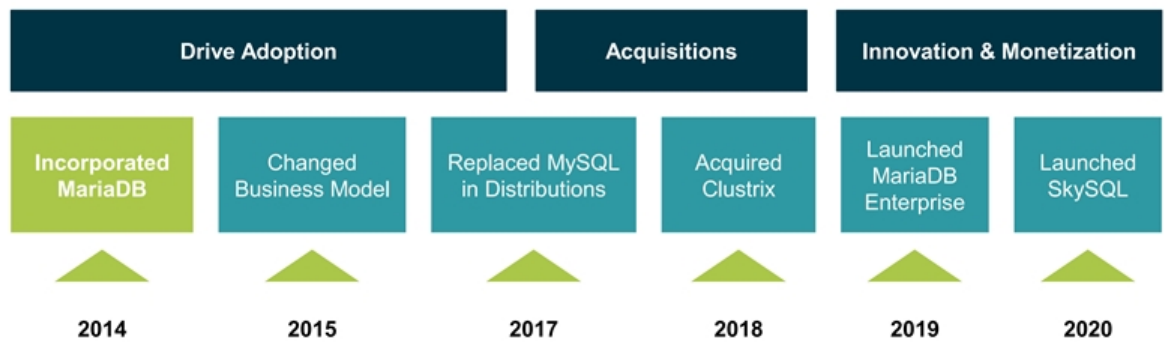 Drive Adoption
Acquisitions
Innovation & Monetization
Incorporated
MariaDB
Changed
Business Model
Replaced MySQL
in Distributions
Acquired
Clustrix
Launched
MariaDB
Enterprise
Launched
SkySQL
2014
2015
2017
2018
2019
2020